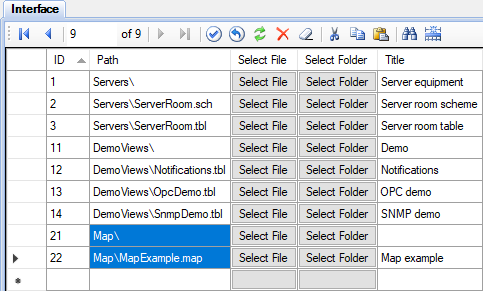 Interface
9 of 9
ID Path Select File Select Folder Title
1 Servers\ Select File Select Folder Server equipment
2 Servers\ServerRoom.sch Select File Select Folder Server room scheme
3 Servers\ServerRoom.tbl Select File Select Folder Server room table
11 DemoViews\ Select File Select Folder Demo
12 DemoViews\Notifications.tbl Select File Select Folder Notifications
13 DemoViews\OpcDemo.tbl Select File Select Folder OPC demo
14 DemoViews\SnmpDemo.tbl Select File Select Folder SNMP demo
21 Map\ Select File Select Folder
22 Map\MapExample.map Select File Select Folder Map example